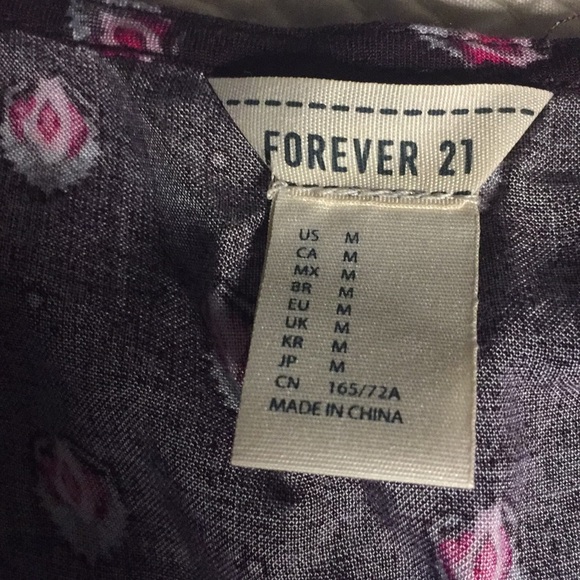 FOREVER 21
US M
CA M
MX M
BR M
EU M
UK M
KR M
JP M
CN 165/72A
MADE IN CHINA